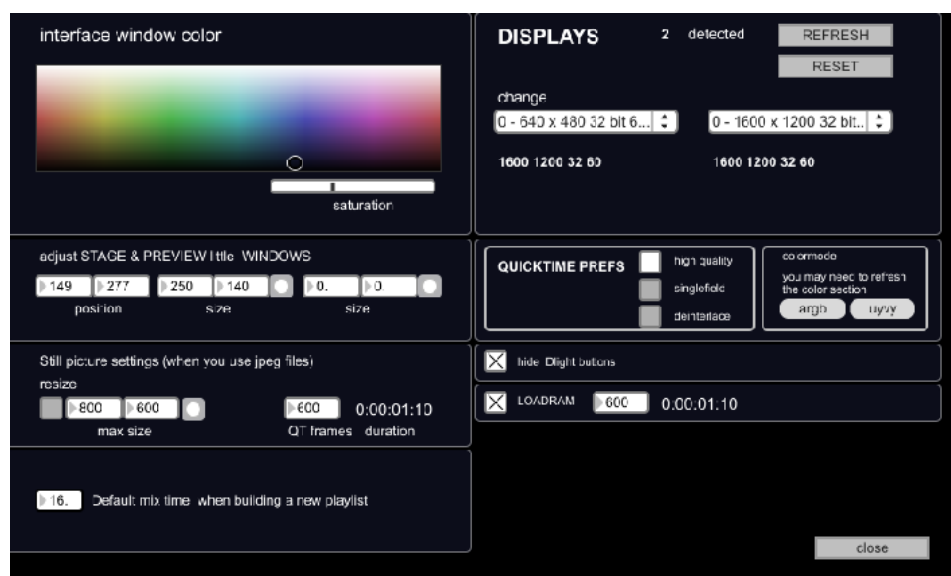 interface window color
saturation
DISPLAYS 2 detected
REFRESH
RESET
change
0 - 640 x 480 32 bit 6...
0 - 1600 x 1200 32 bit..
1600 1200 32 60
1600 1200 32 60
adjust STAGE & PREVIEW little WINDOWS
149 277 250 140 0. 0.
position size size
QUICKTIME PREFS
high quality
singlefield
deinterlace
colormode
you may need to refresh
the color section
argb uyvy
Still picture settings (when you use jpeg files)
resize
800 600 600 0:00:01:10
max size QT frames duration
hide Dlight buttons
LOADRAM 600 0:00:01:10
16. Default mix time when building a new playlist
close